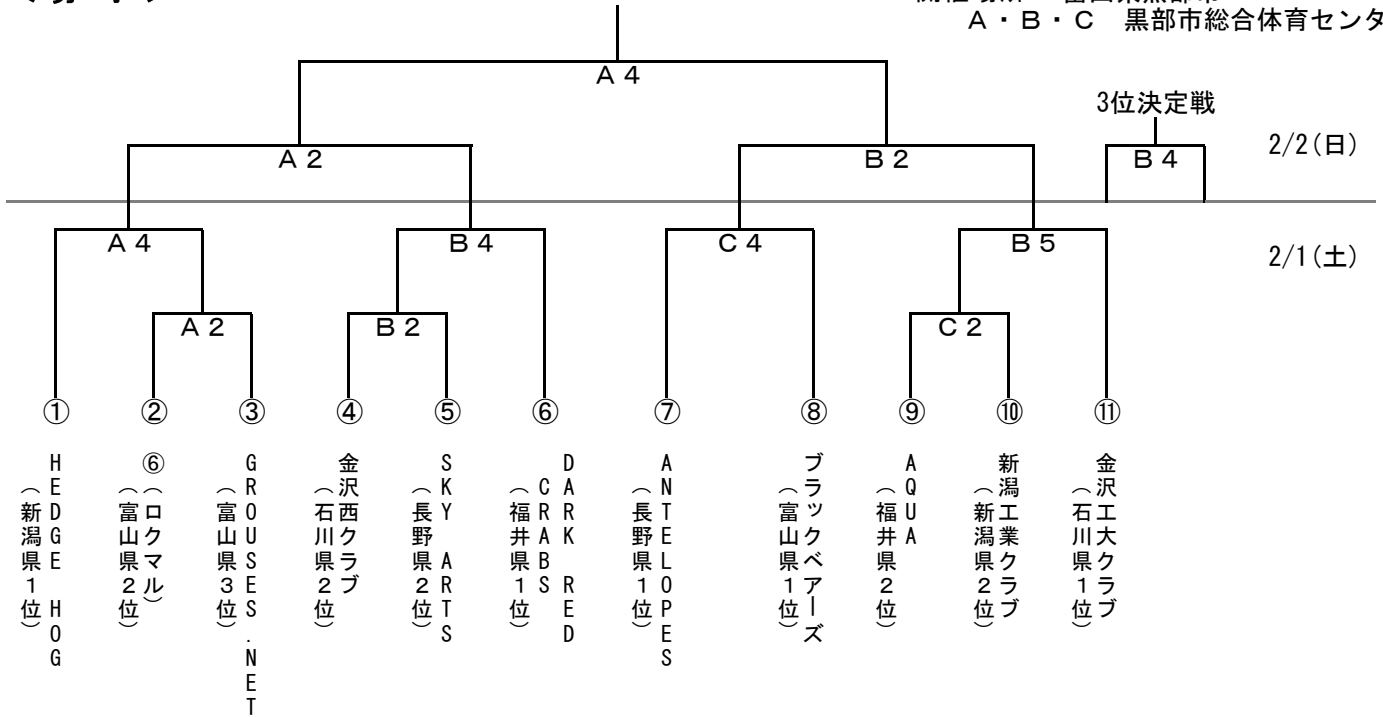 A・B・C 黒部市総合体育センタ
A4
3位決定戦
A2
B2
B4
2/2(日)
A4
B4
C4
B5
2/1(土)
A2
B2
C2
①
②
③
④
⑤
⑥
⑦
⑧
⑨
⑩
⑪
HEDGE HOG
(新潟県1位)
⑥(ロクマル)
(富山県2位)
GROUSES.NET
(富山県3位)
金沢西クラブ
(石川県2位)
SKY ARTS
(長野県2位)
DARK RED
CRABS
(福井県1位)
ANTELOPES
(長野県1位)
ブラックベアーズ
(富山県1位)
AQUA
(福井県2位)
新潟工業クラブ
(新潟県2位)
金沢工大クラブ
(石川県1位)